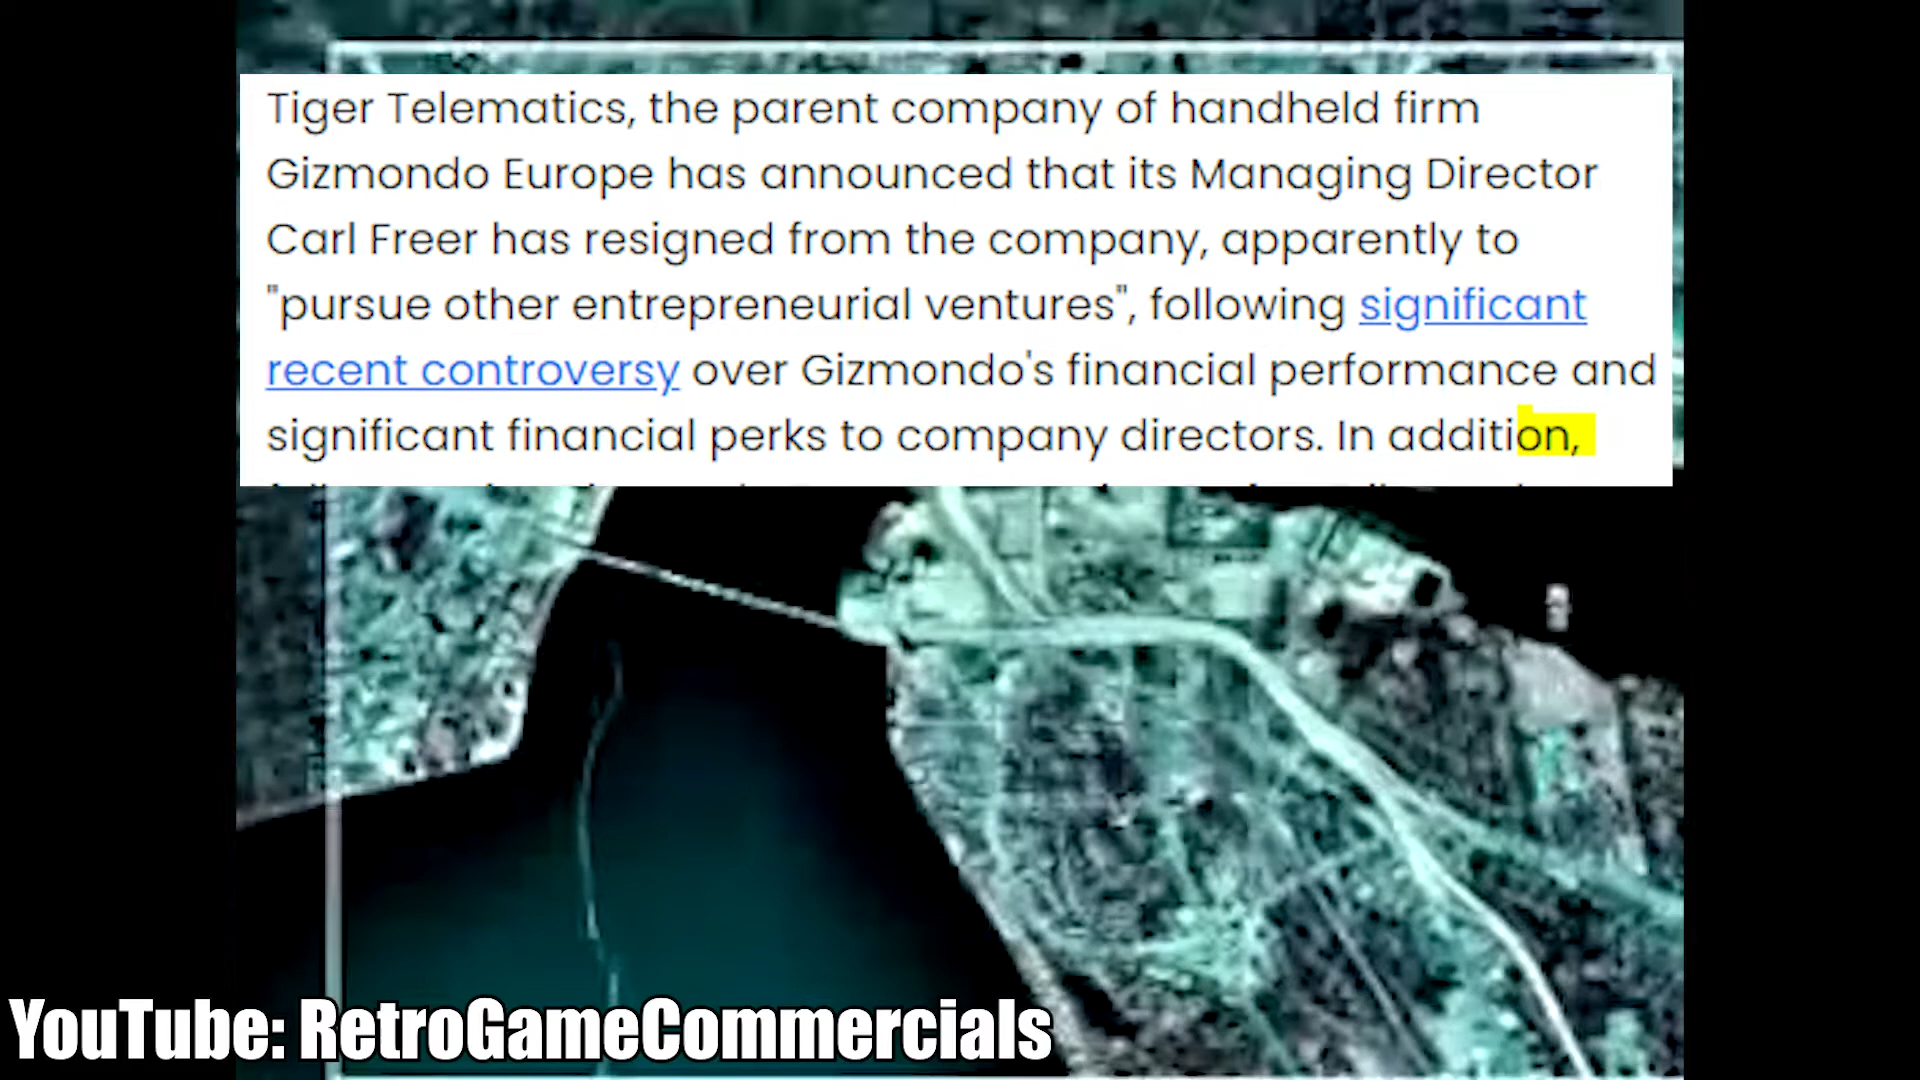 Tiger Telematics, the parent company of handheld firm
Gizmondo Europe has announced that its Managing Director
Carl Freer has resigned from the company, apparently to
"pursue other entrepreneurial ventures", following significant
recent controversy over Gizmondo's financial performance and
significant financial perks to company directors. In addition,
YouTube: RetroGameCommercials